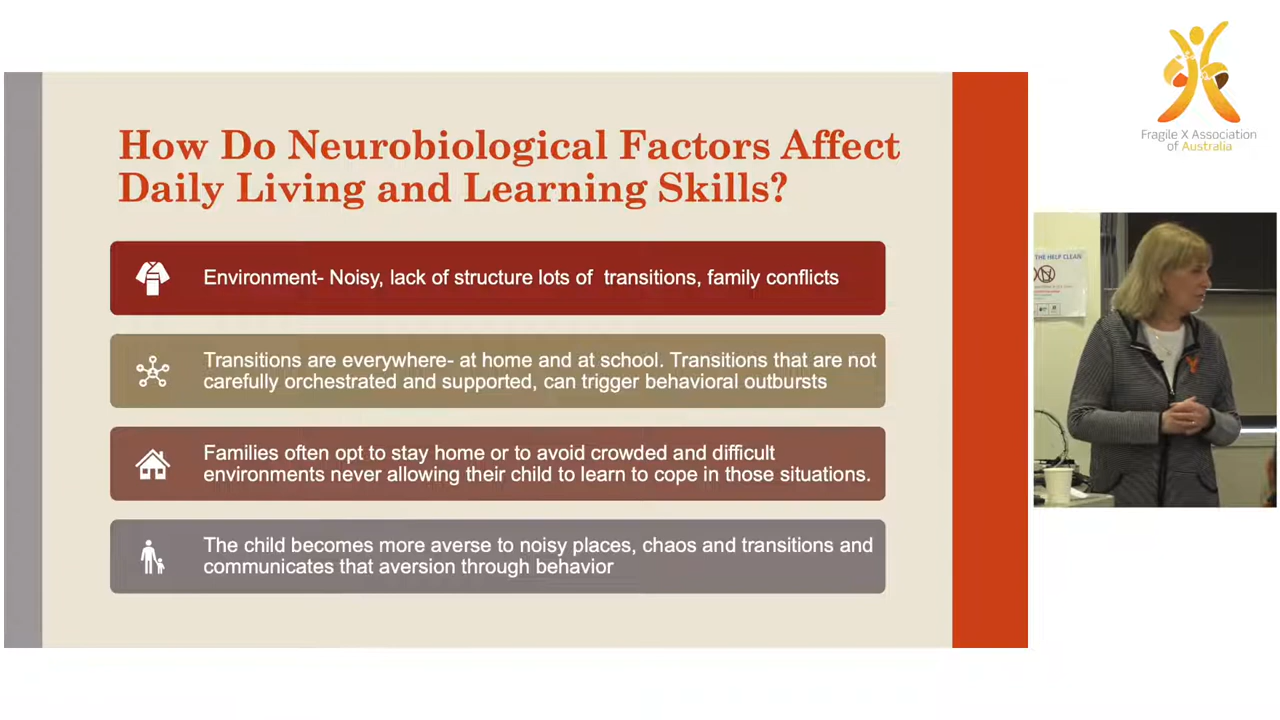 How Do Neurobiological Factors Affect
Daily Living and Learning Skills?
Environment- Noisy, lack of structure lots of  transitions, family conflicts
Transitions are everywhere- at home and at school. Transitions that are not
carefully orchestrated and supported, can trigger behavioral outbursts
Families often opt to stay home or to avoid crowded and difficult
environments never allowing their child to learn to cope in those situations.
The child becomes more averse to noisy places, chaos and transitions and
communicates that aversion through behavior
Fragile X Association
of Australia
THE HELP CLEAN